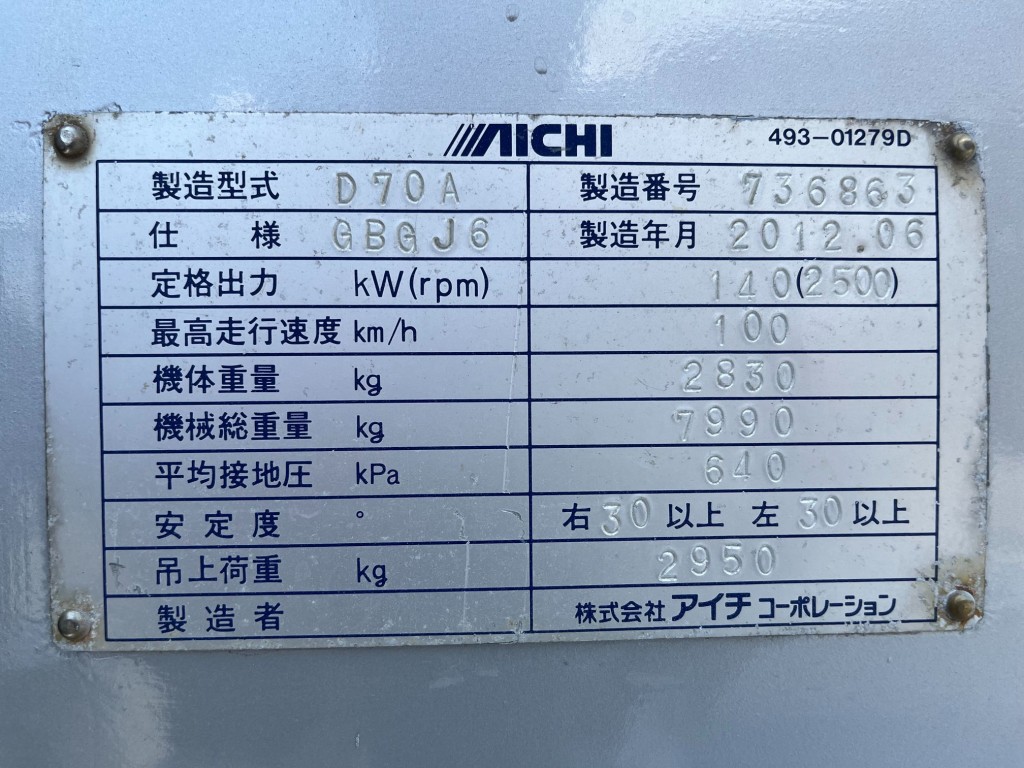 AICHI 493-01279D
製造型式 D70A 製造番号 736863
仕様 GBGJ6 製造年月 2012.06
定格出力 kW(rpm) 140(2500)
最高走行速度 km/h 100
機体重量 kg 2830
機械総重量 kg 7990
平均接地圧 kPa 640
安定度 ° 右30以上 左30以上
吊上荷重 kg 2950
製造者 株式会社アイチコーポレーション